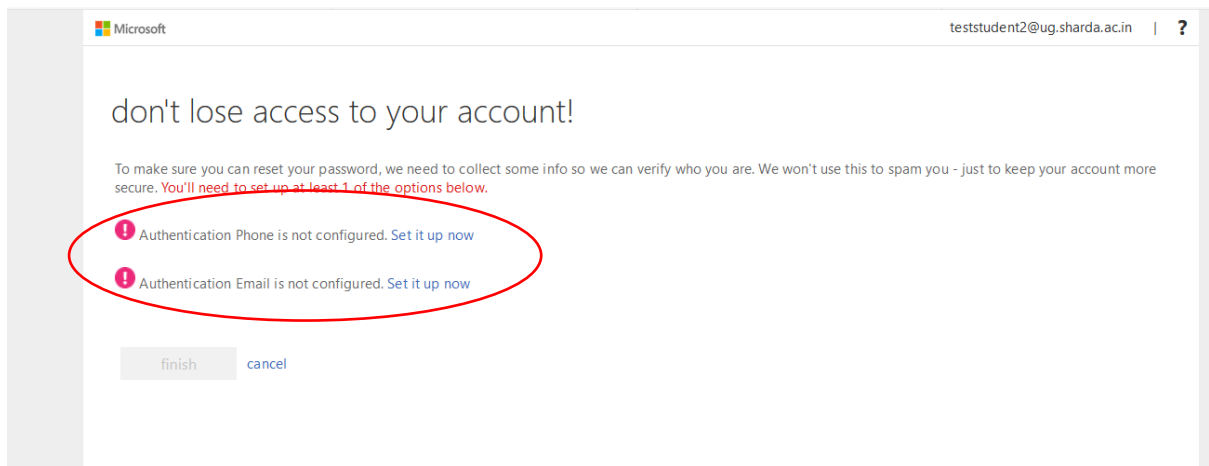 Microsoft
teststudent2@ug.sharda.ac.in | ?
don't lose access to your account!
To make sure you can reset your password, we need to collect some info so we can verify who you are. We won't use this to spam you - just to keep your account more
secure. You'll need to set up at least 1 of the options below.
! Authentication Phone is not configured. Set it up now
! Authentication Email is not configured. Set it up now
finish cancel